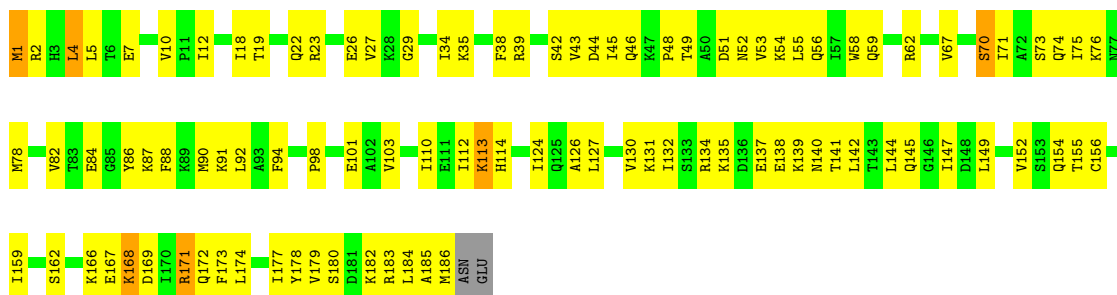 M1 R2 H3 L4 L5 T6 E7 V10 P11 I12 I18 T19 Q22 R23 E26 V27 K28 G29 I34 K35 F38 R39 S42 V43 D44 I45 Q46 K47 P48 T49 A50 D51 N52 V53 K54 L55 Q56 I57 W58 Q59 R62 V67 S70 I71 A72 S73 Q74 I75 K76 N77
M78 V82 T83 E84 G85 Y86 K87 F88 K89 M90 K91 L92 A93 F94 P98 E101 A102 V103 I110 E111 I112 K113 H114 I124 Q125 A126 L127 V130 K131 I132 S133 R134 K135 D136 E137 E138 K139 N140 T141 L142 T143 L144 Q145 G146 I147 D148 L149 V152 S153 Q154 T155 C156
I159 S162 K166 E167 K168 D169 I170 R171 Q172 F173 L174 I177 Y178 V179 S180 D181 K182 R183 L184 A185 M186 ASN GLU